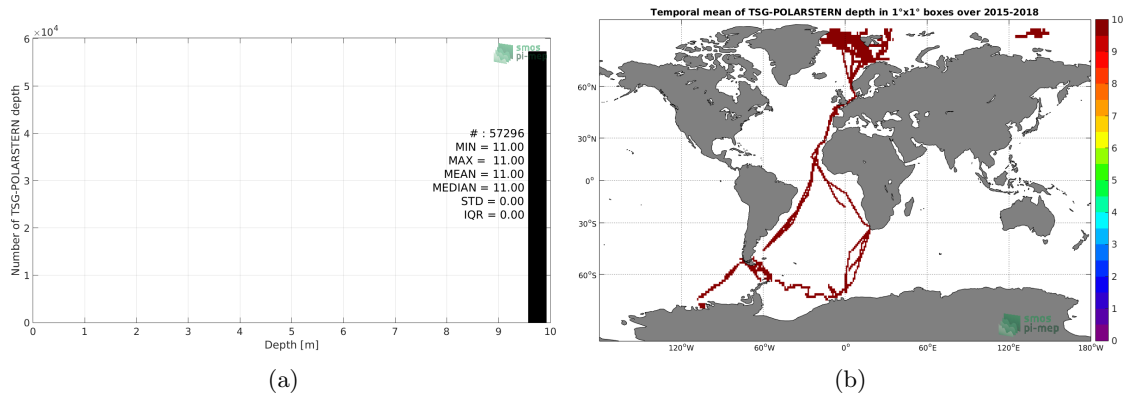 ×10⁴
6
5
4
3
2
1
0
Number of TSG-POLARSTERN depth
smos
pi-mep
# : 57296
MIN = 11.00
MAX = 11.00
MEAN = 11.00
MEDIAN = 11.00
STD = 0.00
IQR = 0.00
0 1 2 3 4 5 6 7 8 9 10
Depth [m]
(a)
Temporal mean of TSG-POLARSTERN depth in 1°x1° boxes over 2015-2018
60°N
30°N
0°
30°S
60°S
120°W 60°W 0° 60°E 120°E 180°W
smos
pi-mep
10
9
8
7
6
5
4
3
2
1
0
(b)